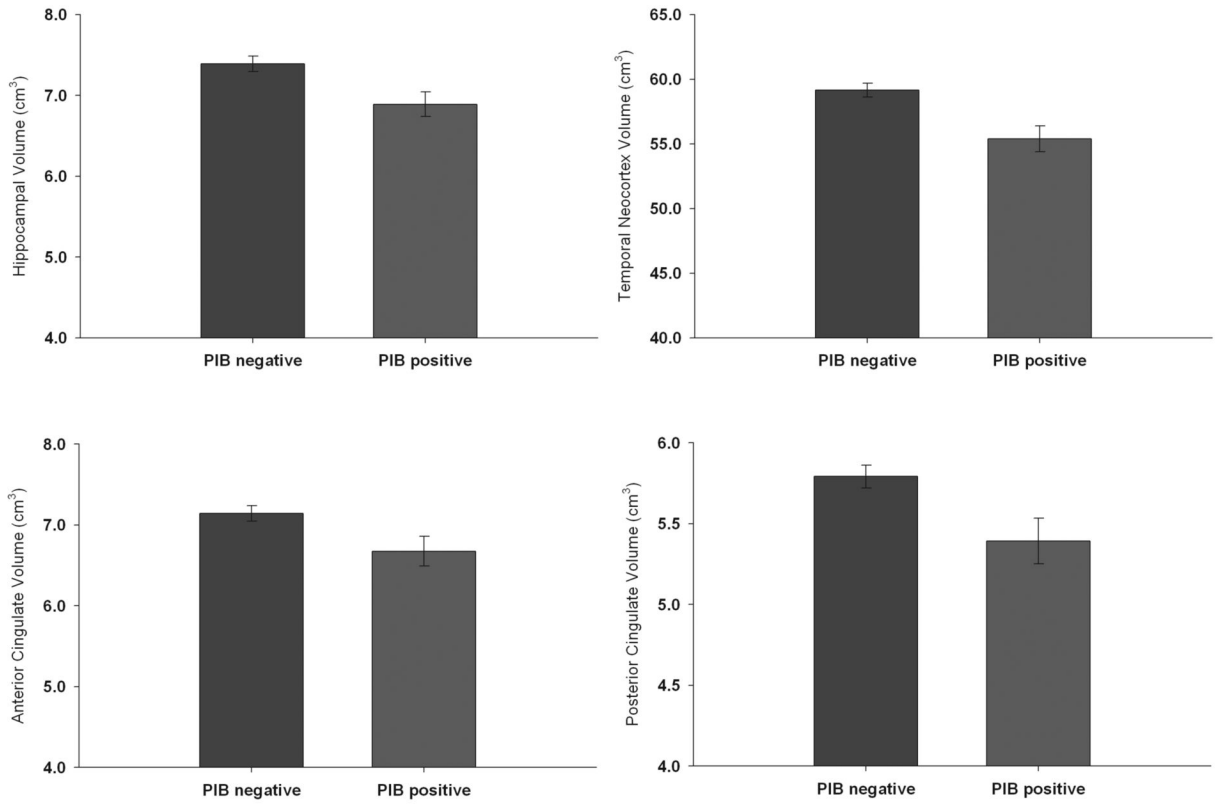 8.0
7.0
6.0
5.0
4.0
Hippocampal Volume (cm³)
PIB negative PIB positive
65.0
60.0
55.0
50.0
45.0
40.0
Temporal Neocortex Volume (cm³)
PIB negative PIB positive
8.0
7.0
6.0
5.0
4.0
Anterior Cingulate Volume (cm³)
PIB negative PIB positive
6.0
5.5
5.0
4.5
4.0
Posterior Cingulate Volume (cm³)
PIB negative PIB positive